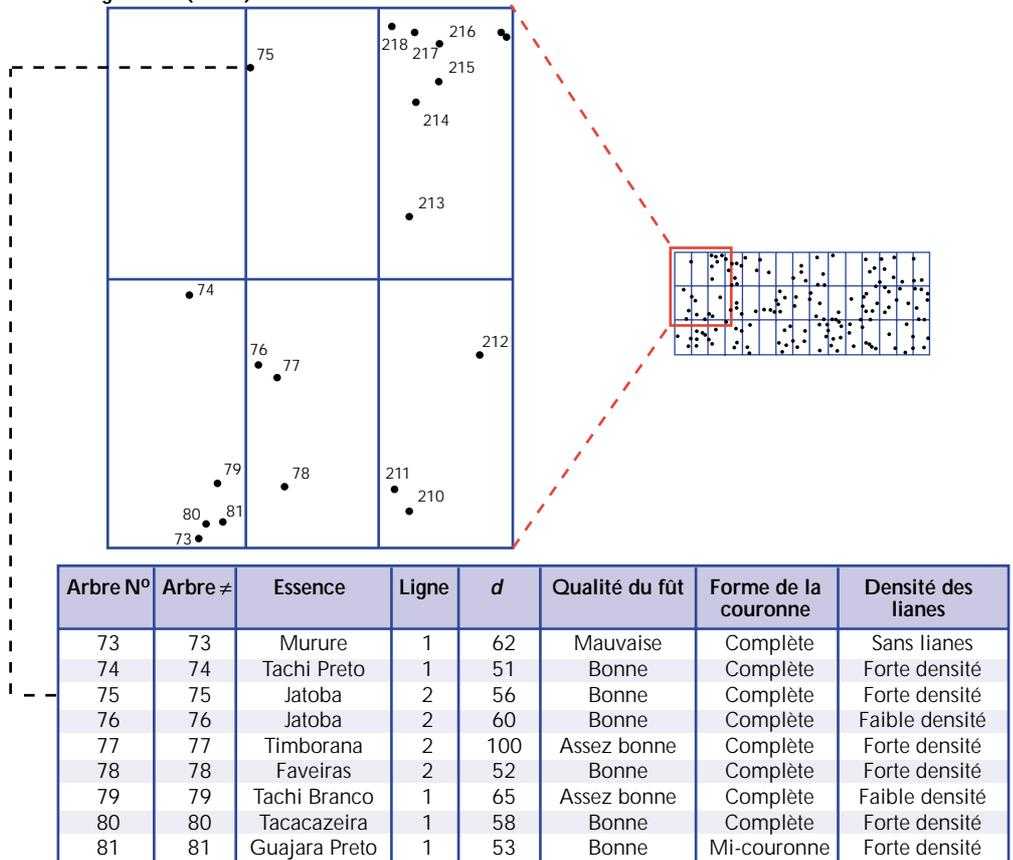 75
218
217
216
215
214
213
74
76
77
212
79
78
211
210
80
81
73
Arbre Nº Arbre ≠ Essence Ligne d Qualité du fût Forme de la couronne Densité des lianes
73 73 Murure 1 62 Mauvaise Complète Sans lianes
74 74 Tachi Preto 1 51 Bonne Complète Forte densité
75 75 Jatoba 2 56 Bonne Complète Forte densité
76 76 Jatoba 2 60 Bonne Complète Faible densité
77 77 Timborana 2 100 Assez bonne Complète Forte densité
78 78 Faveiras 2 52 Bonne Complète Forte densité
79 79 Tachi Branco 1 65 Assez bonne Complète Faible densité
80 80 Tacacazeira 1 58 Bonne Complète Forte densité
81 81 Guajara Preto 1 53 Bonne Mi-couronne Forte densité